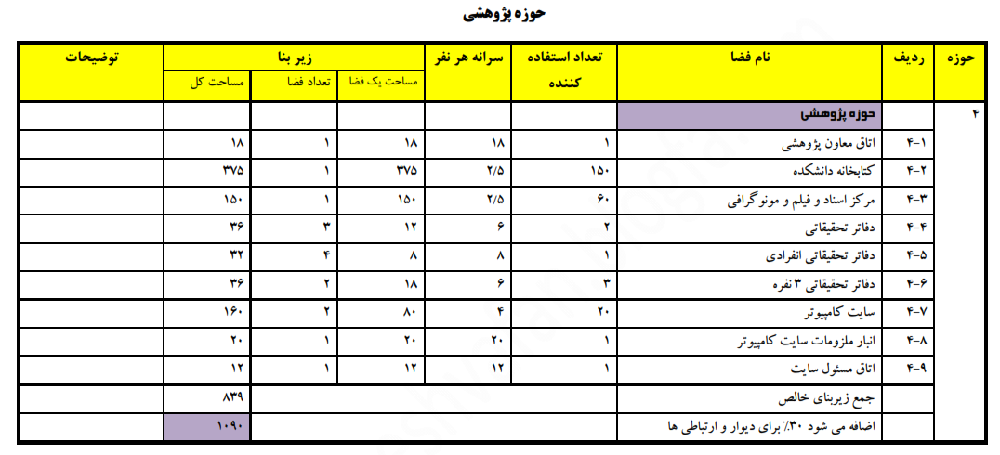 حوزه پژوهشی
حوزه ردیف نام فضا تعداد استفاده کننده سرانه هر نفر زیر بنا توضیحات
مساحت یک فضا تعداد فضا مساحت کل
۴ حوزه پژوهشی
۴-۱ اتاق معاون پژوهشی ۱ ۱۸ ۱۸ ۱ ۱۸
۴-۲ کتابخانه دانشکده ۱۵۰ ۲/۵ ۳۷۵ ۱ ۳۷۵
۴-۳ مرکز اسناد و فیلم و مونوگرافی ۶۰ ۲/۵ ۱۵۰ ۱ ۱۵۰
۴-۴ دفاتر تحقیقاتی ۲ ۶ ۱۲ ۳ ۳۶
۴-۵ دفاتر تحقیقاتی انفرادی ۱ ۸ ۸ ۴ ۳۲
۴-۶ دفاتر تحقیقاتی ۳ نفره ۳ ۶ ۱۸ ۲ ۳۶
۴-۷ سایت کامپیوتر ۲۰ ۴ ۸۰ ۲ ۱۶۰
۴-۸ انبار ملزومات سایت کامپیوتر ۱ ۲۰ ۲۰ ۱ ۲۰
۴-۹ اتاق مسئول سایت ۱ ۱۲ ۱۲ ۱ ۱۲
جمع زیربنای خالص ۸۳۹
اضافه می شود ۳۰٪ برای دیوار و ارتباطی ها ۱۰۹۰